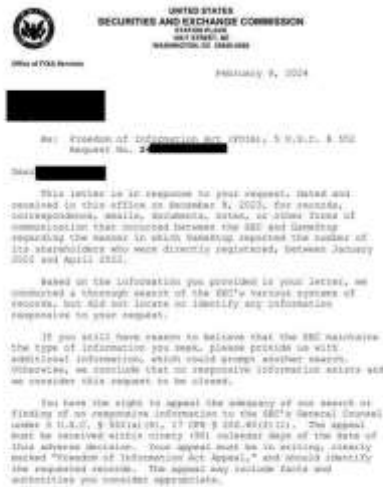 UNITED STATES
SECURITIES AND EXCHANGE COMMISSION
STATION PLACE
100 F STREET, NE
WASHINGTON, DC 20549-2465
Office of FOIA Services
February 9, 2024
Re: Freedom of Information Act (FOIA), 5 U.S.C. § 552
Request No. 24
Dear
This letter is in response to your request, dated and
received in this office on December 8, 2023, for records,
correspondence, emails, documents, notes, or other forms of
communication that occurred between the SEC and GameStop
regarding the manner in which GameStop reported the number of
its shareholders who were directly registered, between January
2022 and April 2022.
Based on the information you provided in your letter, we
conducted a thorough search of the SEC's various systems of
records, but did not locate or identify any information
responsive to your request.
If you still have reason to believe that the SEC maintains
the type of information you seek, please provide us with
additional information, which could prompt another search.
Otherwise, we conclude that no responsive information exists and
we consider this request to be closed.
You have the right to appeal the adequacy of our search or
finding of no responsive information to the SEC's General Counsel
under 5 U.S.C. § 552(a)(6), 17 CFR § 200.80(f)(1). The appeal
must be received within ninety (90) calendar days of the date of
this adverse decision. Your appeal must be in writing, clearly
marked "Freedom of Information Act Appeal," and should identify
the requested records. The appeal may include facts and
authorities you consider appropriate.